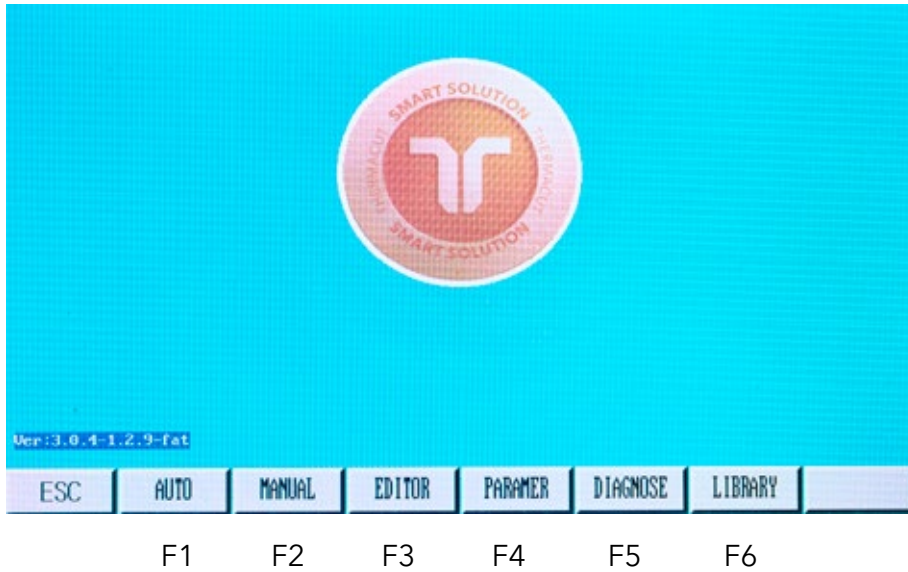 SMART SOLUTION
THERMACUT
THERMACUT
SMART SOLUTION
Ver:3.0.4-1.2.9-fat
ESC AUTO MANUAL EDITOR PARAMER DIAGNOSE LIBRARY
F1 F2 F3 F4 F5 F6